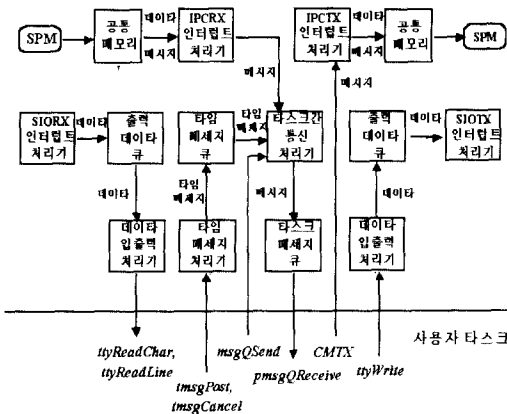 SPM
공통
메모리
데이타
메시지
IPCRX
인터럽트
처리기
IPCTX
인터럽트
처리기
데이타
메시지
공통
메모리
SPM
메시지
메시지
SIORX
인터럽트
처리기
데이타
출력
데이타
큐
타임
메세지
큐
타임
메세지
타스크간
통신
처리기
출력
데이타
큐
데이타
SIOTX
인터럽트
처리기
데이타
타임
메세지
메시지
데이타
데이타
입출력
처리기
타임
메세지
처리기
타스크
메세지
큐
데이타
입출력
처리기
사용자 타스크
ttyReadChar,
ttyReadLine
tmsgPost,
tmsgCancel
msgQSend
pmsgQReceive
CMTX
ttyWrite